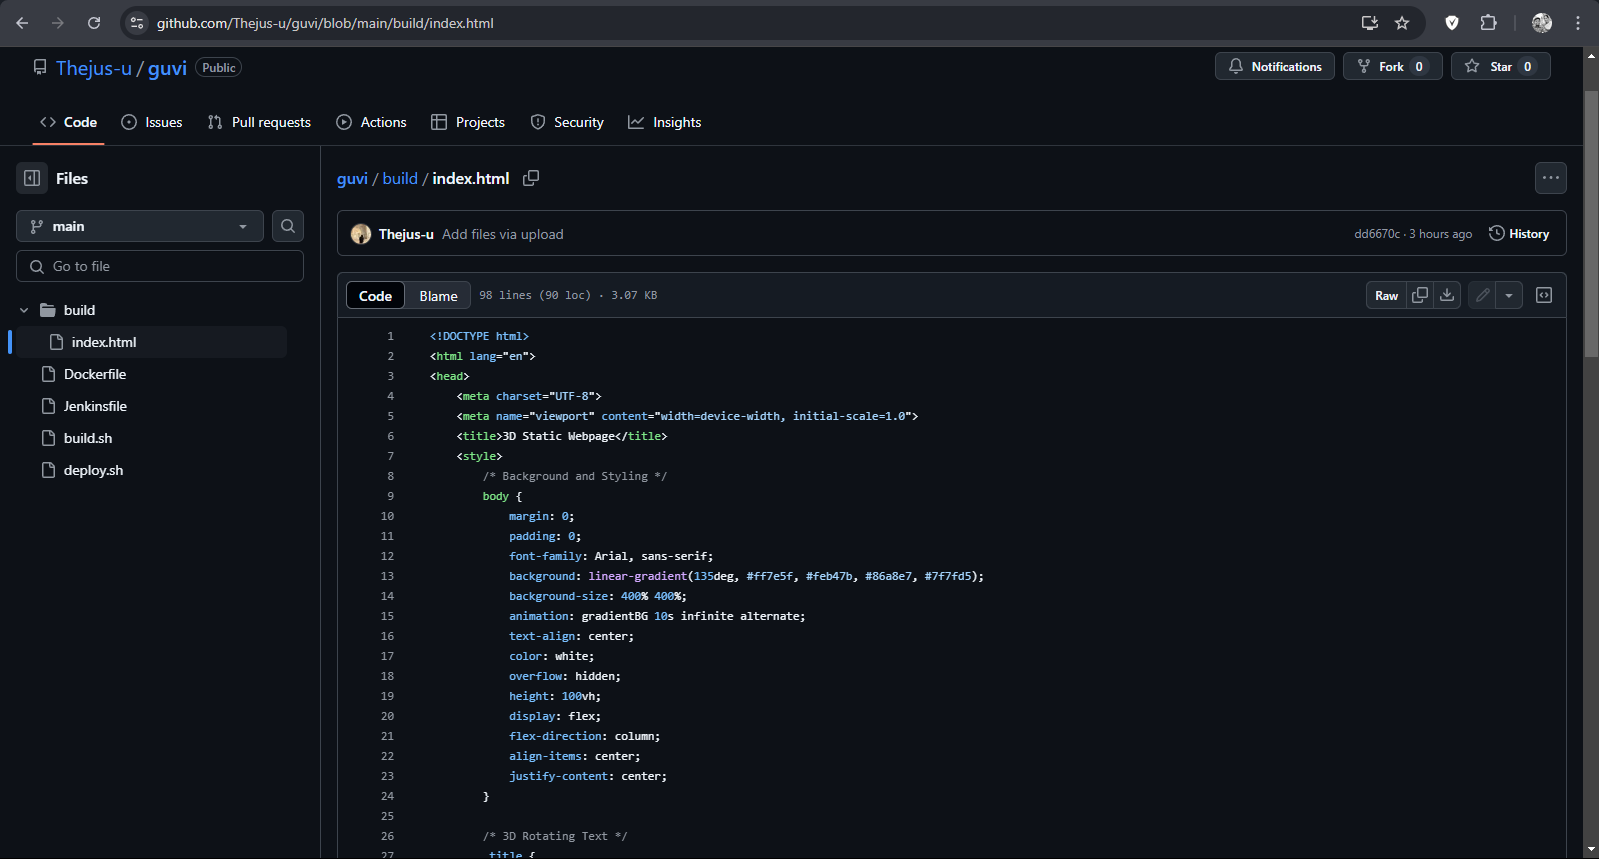 github.com/Thejus-u/guvi/blob/main/build/index.html
Thejus-u / guvi Public
Notifications Fork 0 Star 0
Code Issues Pull requests Actions Projects Security Insights
Files
main
Go to file
build
index.html
Dockerfile
Jenkinsfile
build.sh
deploy.sh
guvi / build / index.html
Thejus-u Add files via upload dd6670c · 3 hours ago History
Code Blame 98 lines (90 loc) · 3.07 KB Raw
1 <!DOCTYPE html>
2 <html lang="en">
3 <head>
4 <meta charset="UTF-8">
5 <meta name="viewport" content="width=device-width, initial-scale=1.0">
6 <title>3D Static Webpage</title>
7 <style>
8 /* Background and Styling */
9 body {
10 margin: 0;
11 padding: 0;
12 font-family: Arial, sans-serif;
13 background: linear-gradient(135deg, #ff7e5f, #feb47b, #86a8e7, #7f7fd5);
14 background-size: 400% 400%;
15 animation: gradientBG 10s infinite alternate;
16 text-align: center;
17 color: white;
18 overflow: hidden;
19 height: 100vh;
20 display: flex;
21 flex-direction: column;
22 align-items: center;
23 justify-content: center;
24 }
25
26 /* 3D Rotating Text */
27 .title {